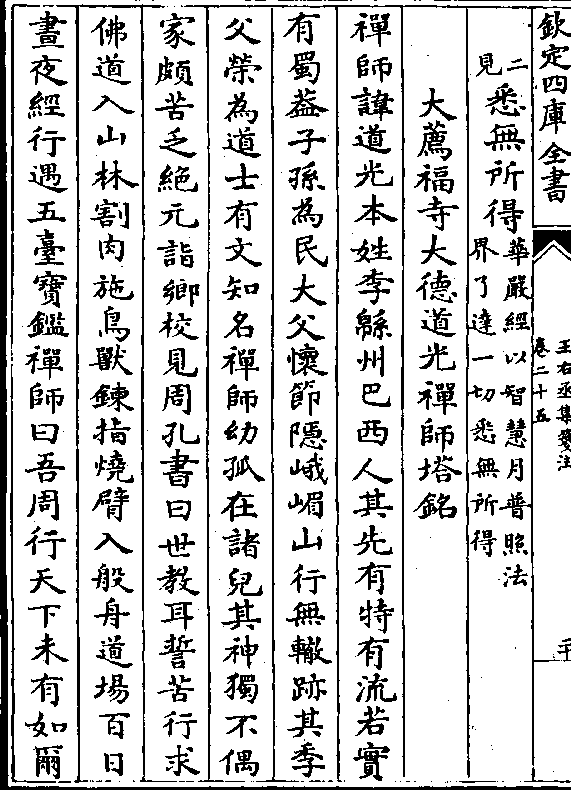 欽定四庫全書
王右丞集箋注
卷二十五
二十
二見悉無所得華嚴經以智慧月普照法界了達一切悉無所得
大薦福寺大德道光禪師塔銘
禪師諱道光本姓李緜州巴西人其先有特有流若實
有蜀葢子孫為民大父懷節隱峨嵋山行無轍跡其季
父榮為道士有文知名禪師幼孤在諸兒其神獨不偶
家頗苦乏絶元詣鄉校見周孔書曰世教耳誓苦行求
佛道入山林割肉施鳥獸鍊指燒臂入般舟道場百日
晝夜經行遇五臺寶鑑禪師曰吾周行天下未有如爾